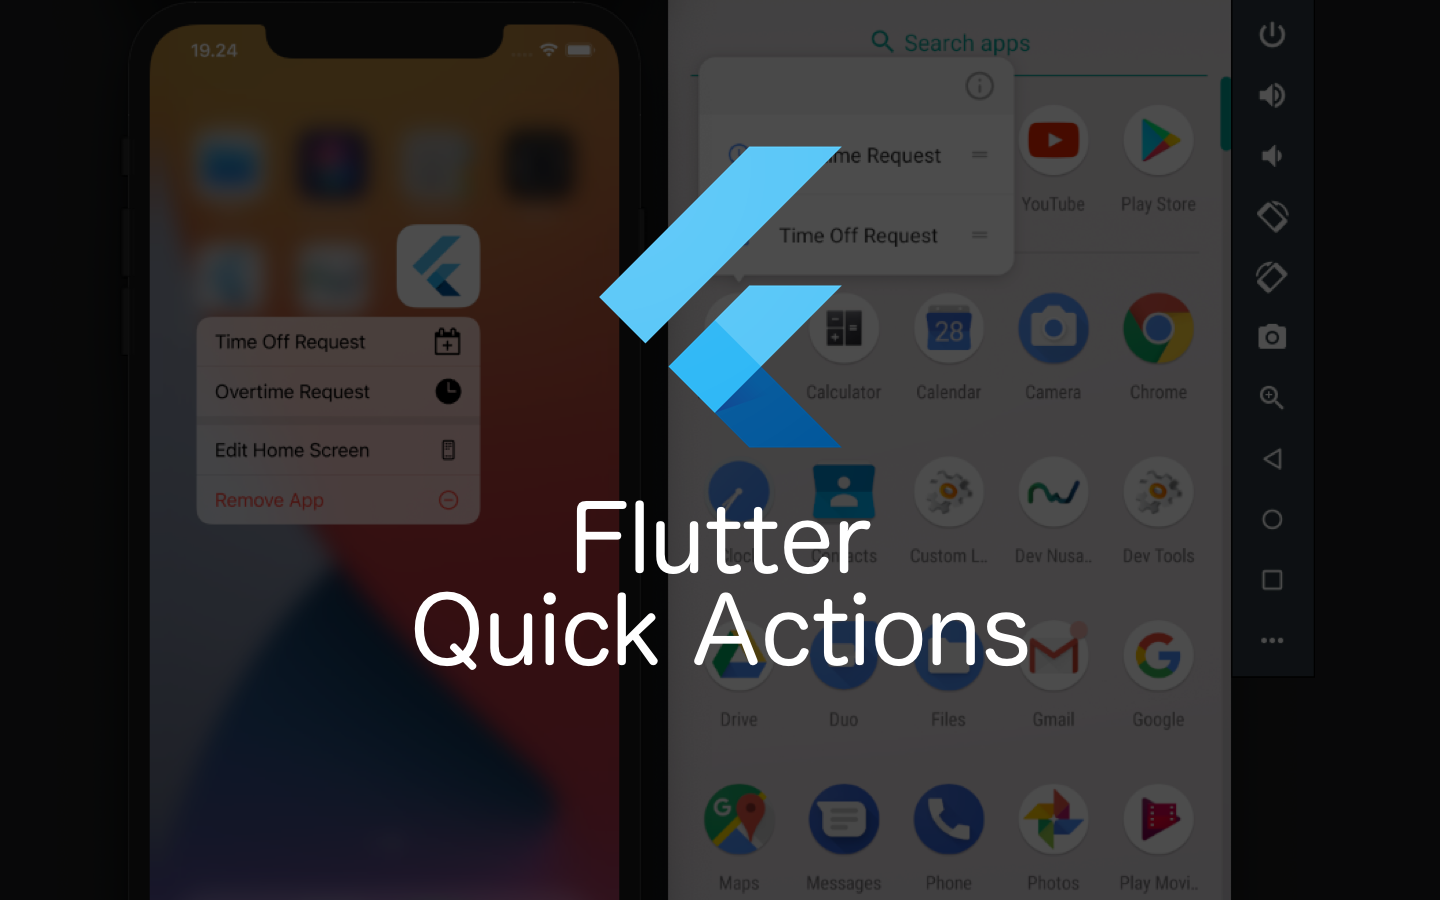 19.24
Time Off Request
Overtime Request
Edit Home Screen
Remove App
Search apps
me Request
Time Off Request
YouTube
Play Store
Calculator
Calendar
Camera
Chrome
28
Clock
Contacts
Custom L..
Dev Nusa..
Dev Tools
Flutter
Quick Actions
Drive
Duo
Files
Gmail
Google
Maps
Messages
Phone
Photos
Play Movi..